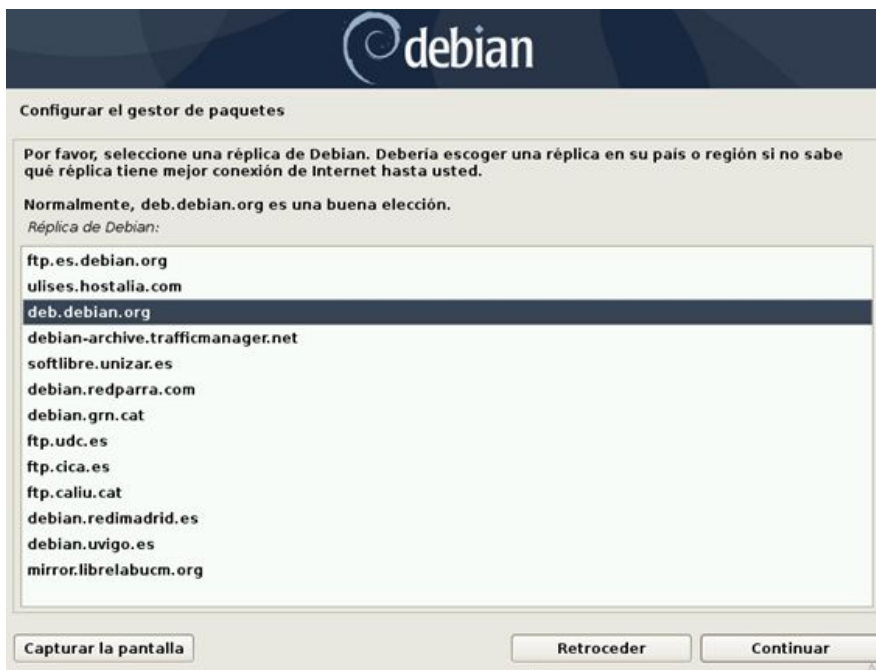 debian
Configurar el gestor de paquetes
Por favor, seleccione una réplica de Debian. Debería escoger una réplica en su país o región si no sabe
qué réplica tiene mejor conexión de Internet hasta usted.
Normalmente, deb.debian.org es una buena elección.
Réplica de Debian:
ftp.es.debian.org
ulises.hostalia.com
deb.debian.org
debian-archive.trafficmanager.net
softlibre.unizar.es
debian.redparra.com
debian.grn.cat
ftp.udc.es
ftp.cica.es
ftp.caliu.cat
debian.redimadrid.es
debian.uvigo.es
mirror.librelabucm.org
Capturar la pantalla
Retroceder
Continuar